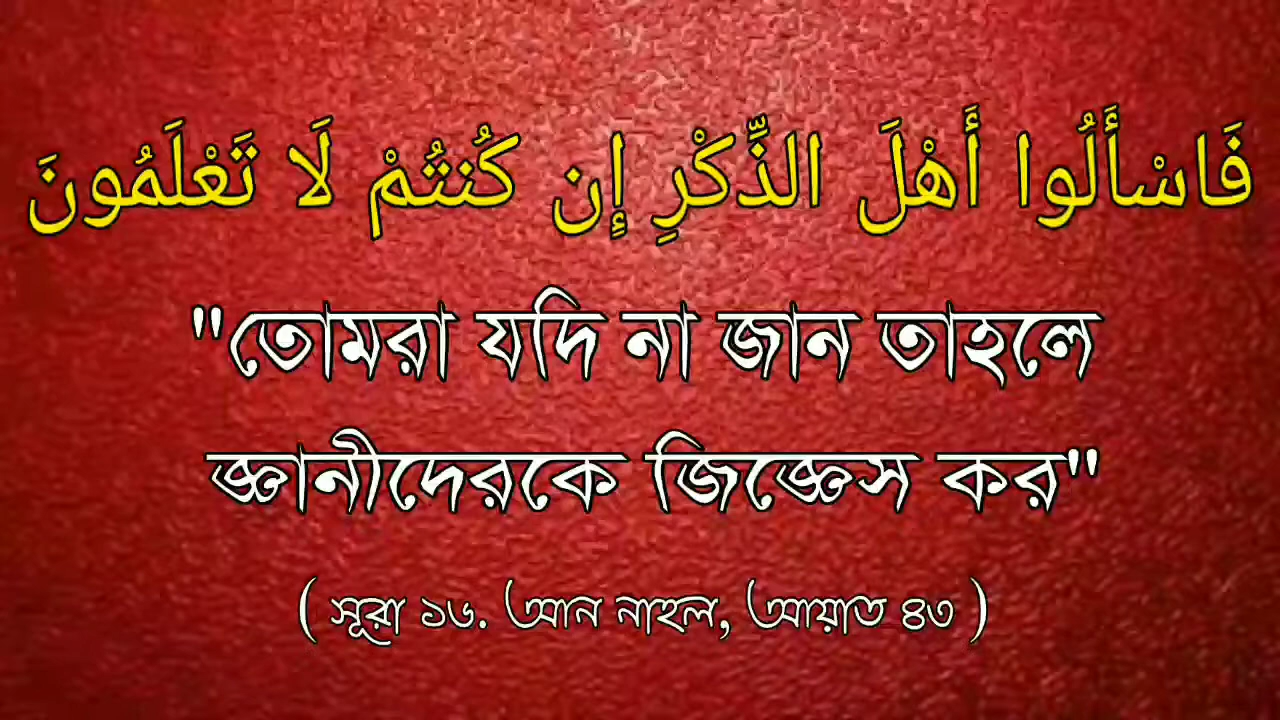 فَاسْأَلُوا أَهْلَ الذِّكْرِ إِن كُنتُمْ لَا تَعْلَمُونَ
"তোমরা যদি না জান তাহলে
জ্ঞানীদেরকে জিজ্ঞেস কর"
( সূরা ১৬. আন নাহল, আয়াত ৪৩ )